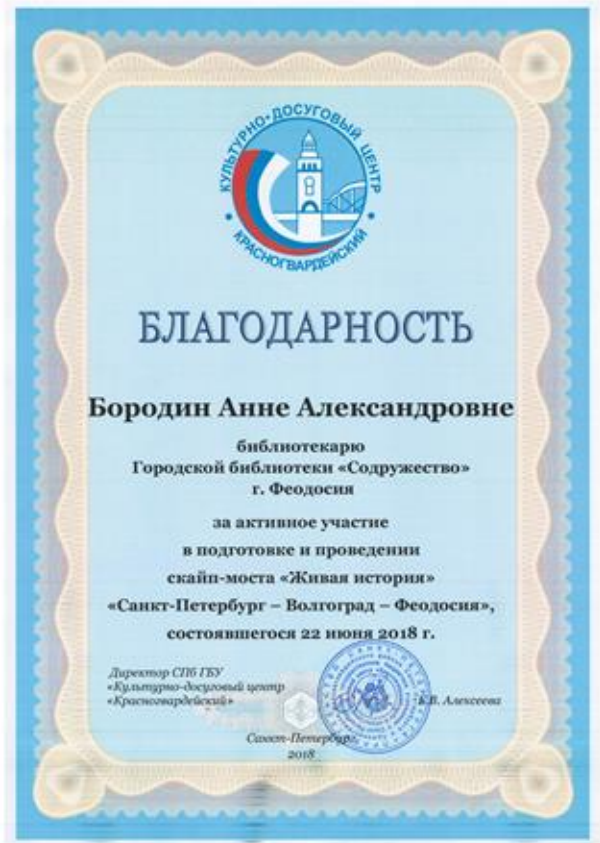 КУЛЬТУРНО-ДОСУГОВЫЙ ЦЕНТР
КРАСНОГВАРДЕЙСКИЙ
БЛАГОДАРНОСТЬ
Бородин Анне Александровне
библиотекарю
Городской библиотеки «Содружество»
г. Феодосия
за активное участие
в подготовке и проведении
скайп-моста «Живая история»
«Санкт-Петербург – Волгоград – Феодосия»,
состоявшегося 22 июня 2018 г.
Директор СПб ГБУ
«Культурно-досуговый центр
«Красногвардейский»
Е.В. Алексеева
Санкт-Петербург,
2018